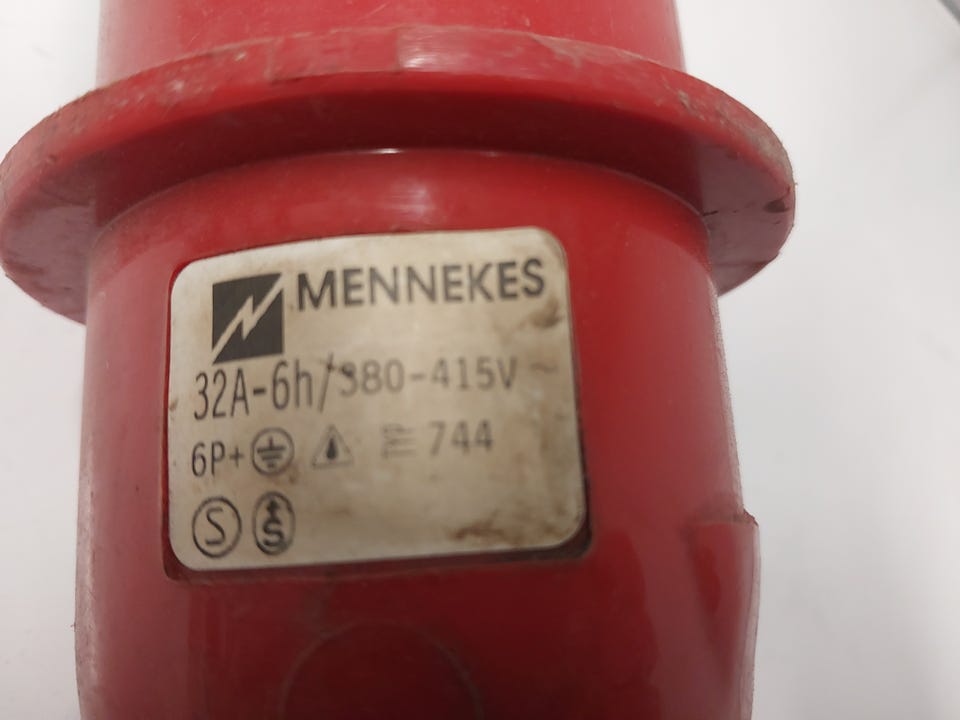 MENNEKES
32A-6h/380-415V ~
6P+ 744
S
+S